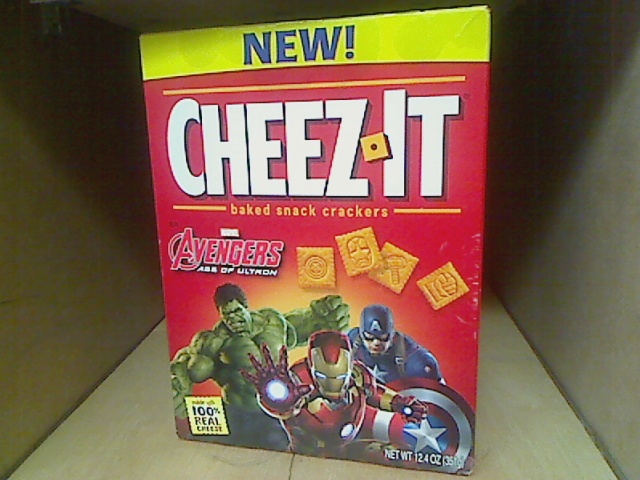 NEW!
CHEEZ-IT
baked snack crackers
MARVEL
AVENGERS
AGE OF ULTRON
made with
100%
REAL
CHEESE
NET WT 12.4 OZ